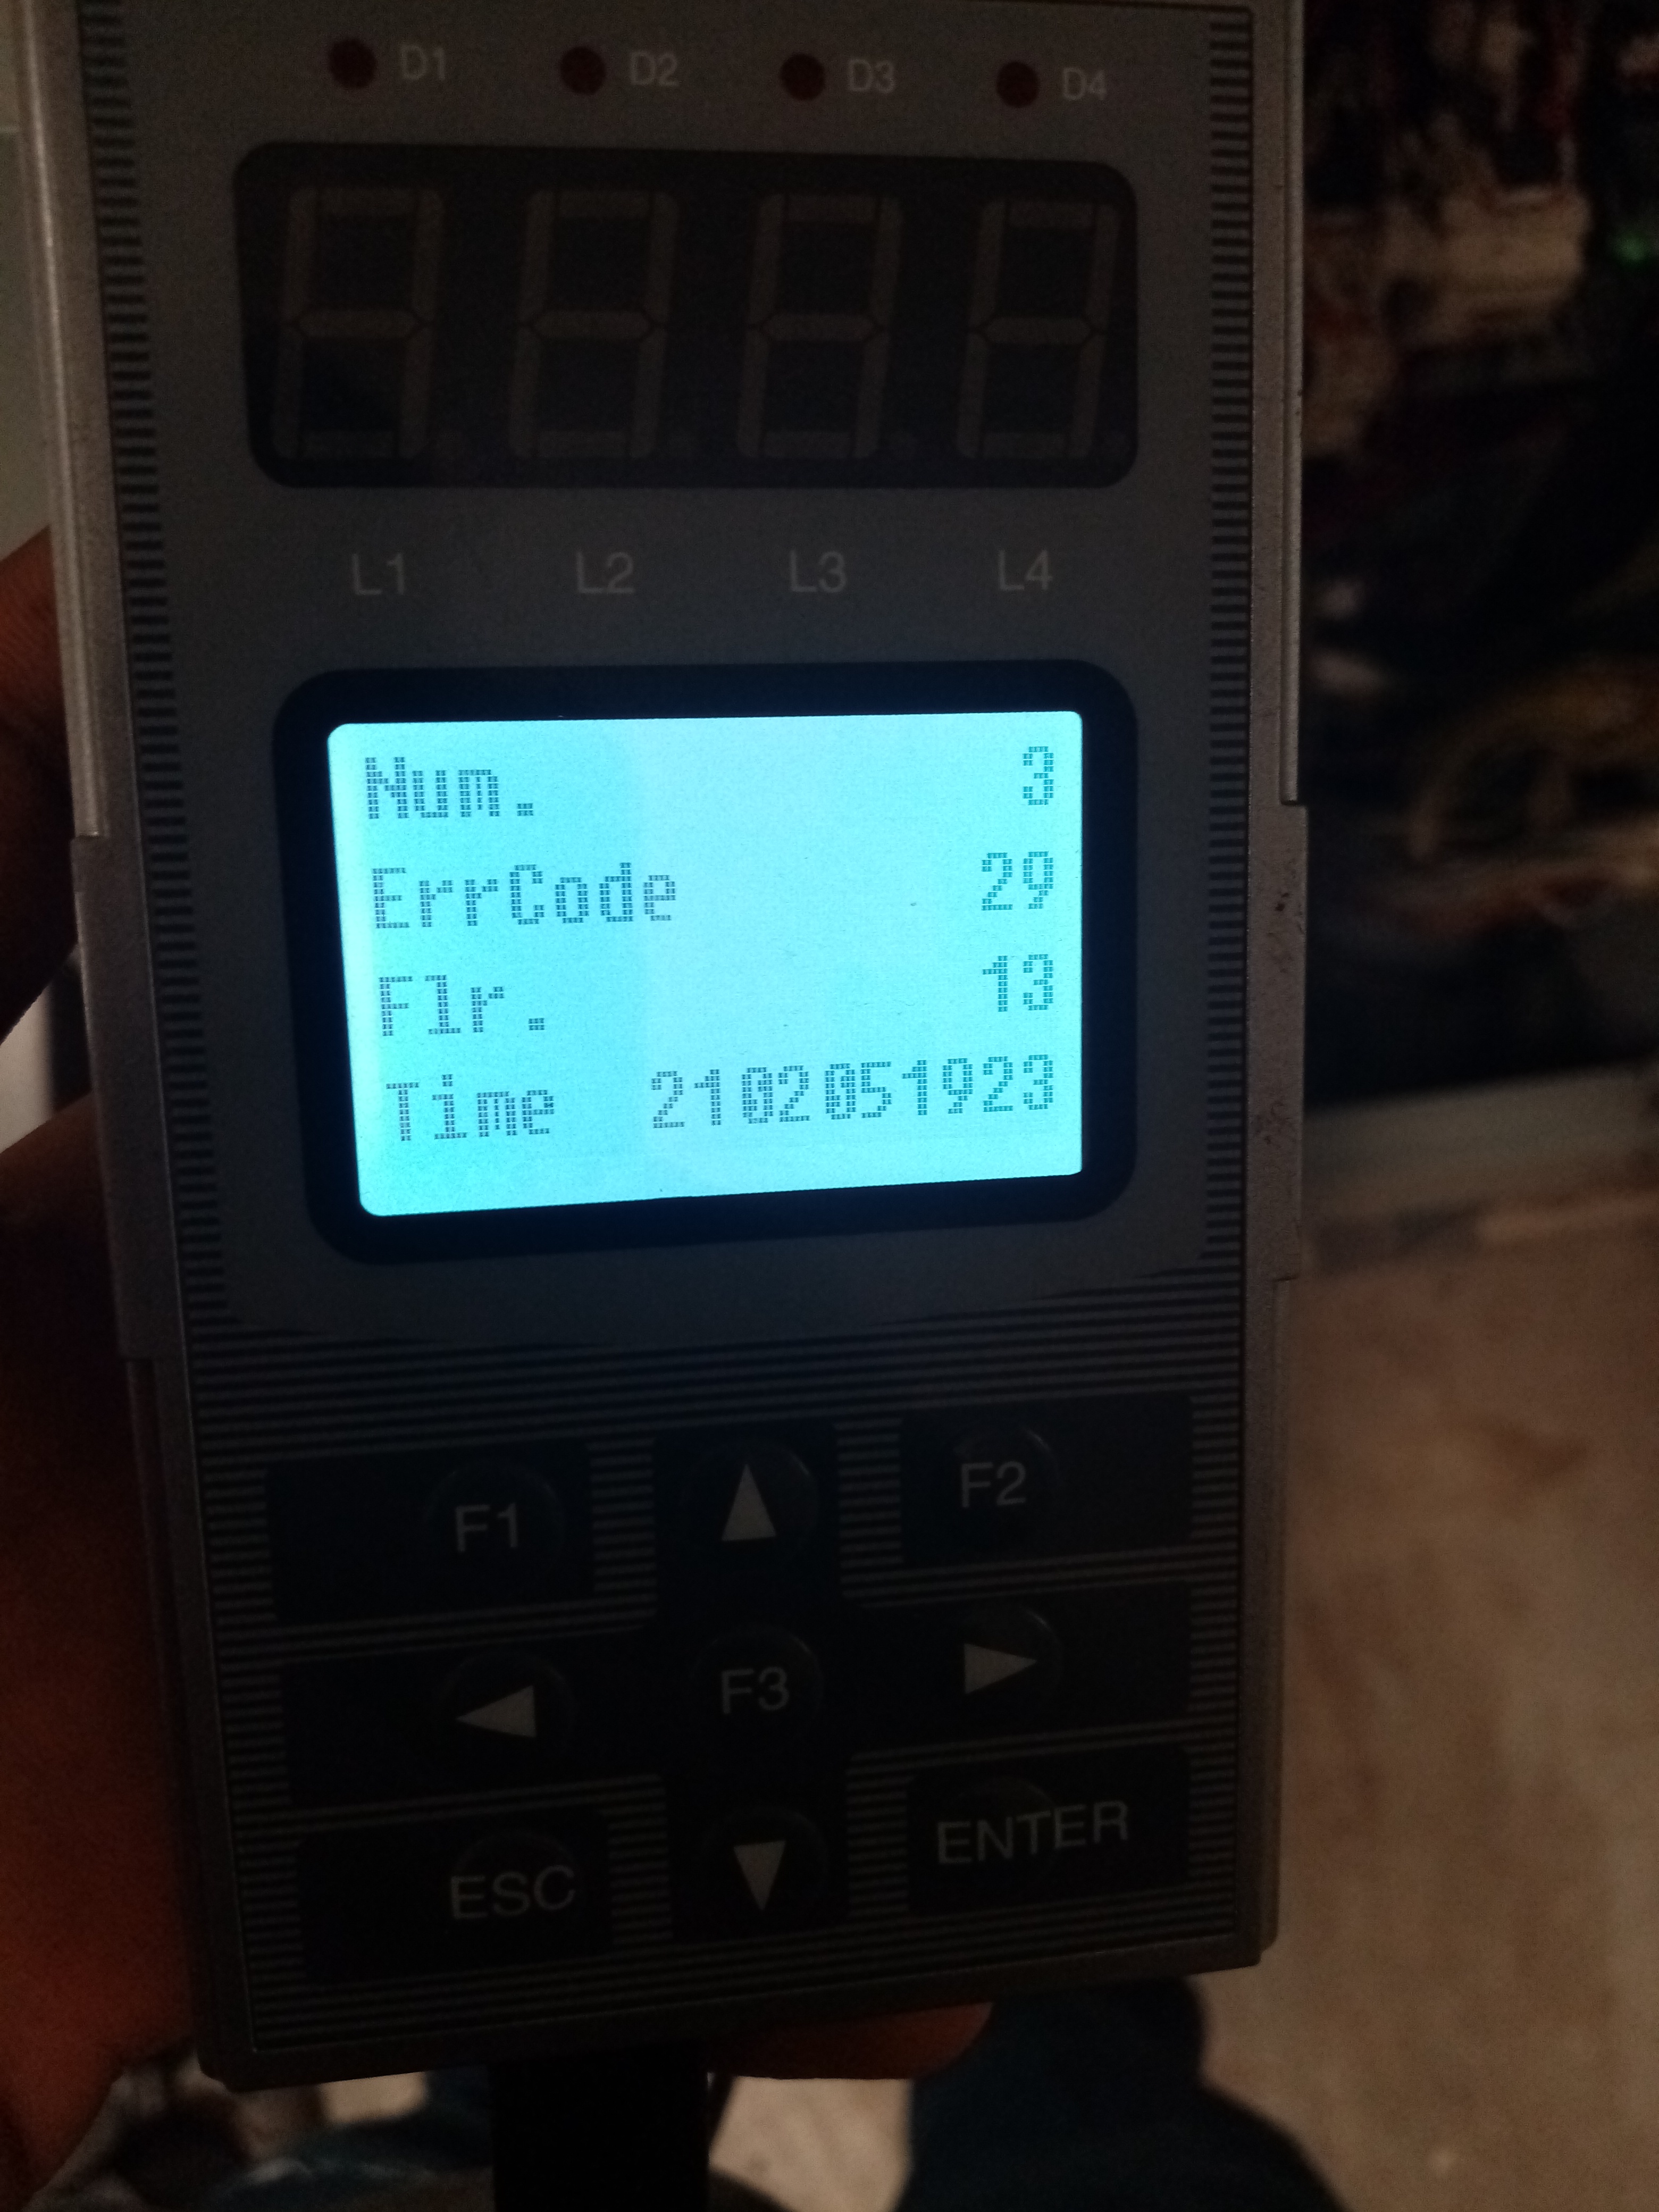 D1 D2 D3 D4
L1 L2 L3 L4
Num. 3
ErrCode 29
Flr. 13
Time 2102051923
F1 F2
F3
ESC ENTER